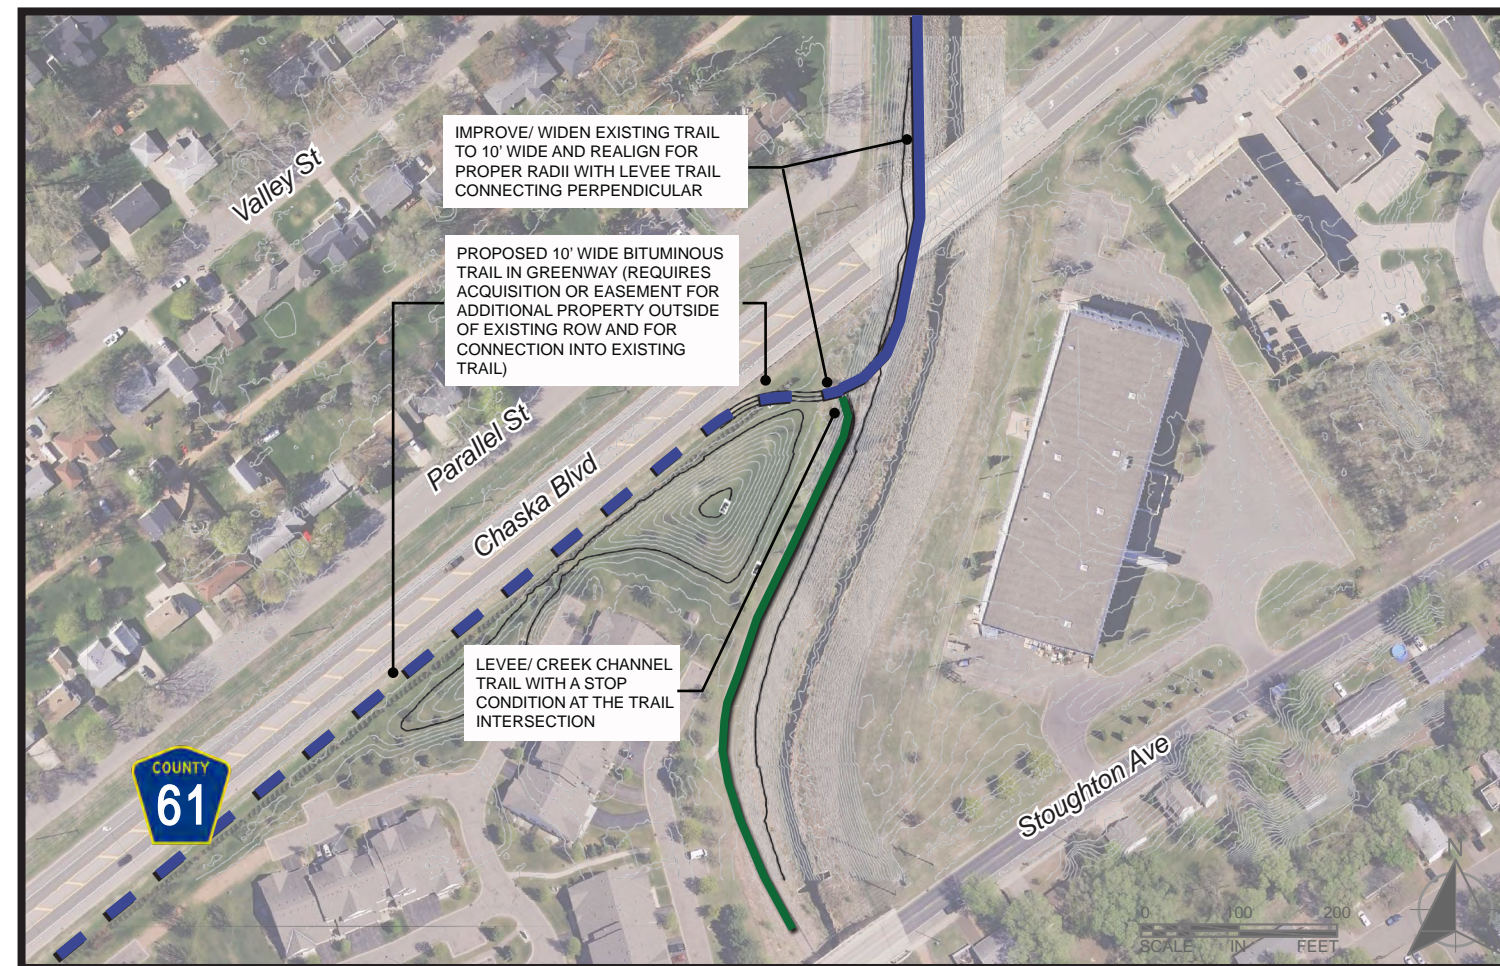 IMPROVE/ WIDEN EXISTING TRAIL
TO 10' WIDE AND REALIGN FOR
PROPER RADII WITH LEVEE TRAIL
CONNECTING PERPENDICULAR
Valley St
PROPOSED 10' WIDE BITUMINOUS
TRAIL IN GREENWAY (REQUIRES
ACQUISITION OR EASEMENT FOR
ADDITIONAL PROPERTY OUTSIDE
OF EXISTING ROW AND FOR
CONNECTION INTO EXISTING
TRAIL)
Parallel St
Chaska Blvd
LEVEE/ CREEK CHANNEL
TRAIL WITH A STOP
CONDITION AT THE TRAIL
INTERSECTION
COUNTY
61
Stoughton Ave
N
0 100 200
SCALE IN FEET